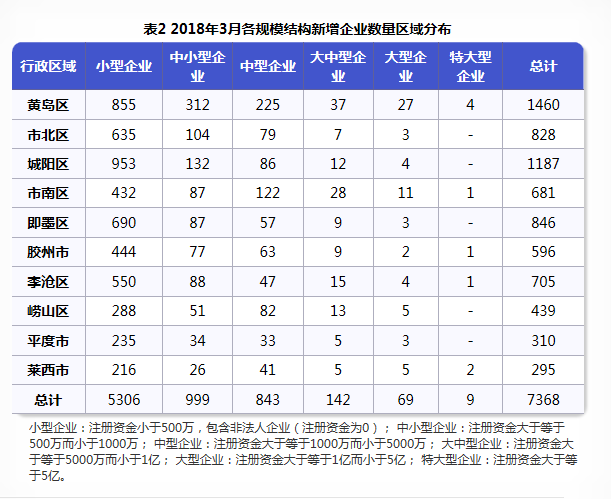 表2 2018年3月各规模结构新增企业数量区域分布
行政区域 小型企业 中小型企业 中型企业 大中型企业 大型企业 特大型企业 总计
黄岛区 855 312 225 37 27 4 1460
市北区 635 104 79 7 3 - 828
城阳区 953 132 86 12 4 - 1187
市南区 432 87 122 28 11 1 681
即墨区 690 87 57 9 3 - 846
胶州市 444 77 63 9 2 1 596
李沧区 550 88 47 15 4 1 705
崂山区 288 51 82 13 5 - 439
平度市 235 34 33 5 3 - 310
莱西市 216 26 41 5 5 2 295
总计 5306 999 843 142 69 9 7368
小型企业：注册资金小于500万，包含非法人企业（注册资金为0）； 中小型企业：注册资金大于等于
500万而小于1000万； 中型企业：注册资金大于等于1000万而小于5000万； 大中型企业：注册资金大
于等于5000万而小于1亿； 大型企业：注册资金大于等于1亿而小于5亿； 特大型企业：注册资金大于等
于5亿。